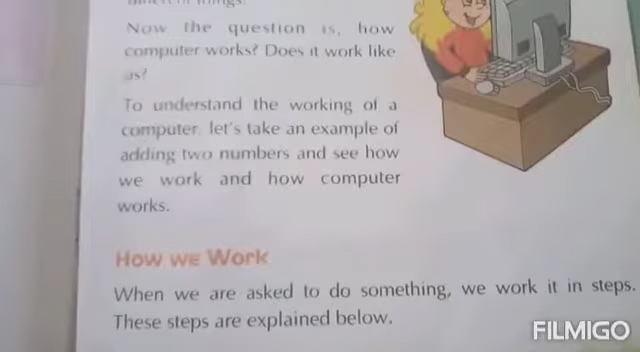 Now the question is, how
computer works? Does it work like
us?
To understand the working of a
computer, let's take an example of
adding two numbers and see how
we work and how computer
works.
How we Work
When we are asked to do something, we work it in steps.
These steps are explained below.
FILMIGO